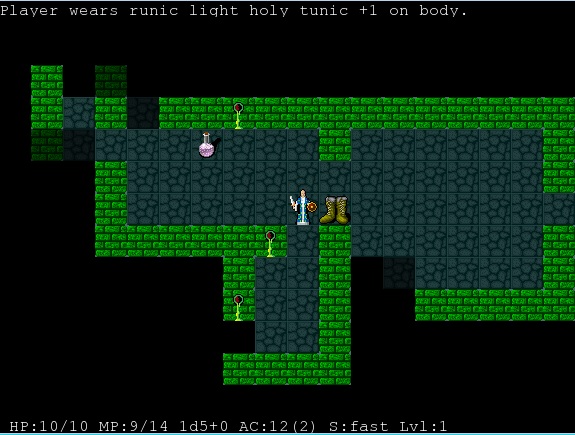 Player wears runic light holy tunic +1 on body.
HP:10/10 MP:9/14 1d5+0 AC:12(2) S:fast Lvl:1